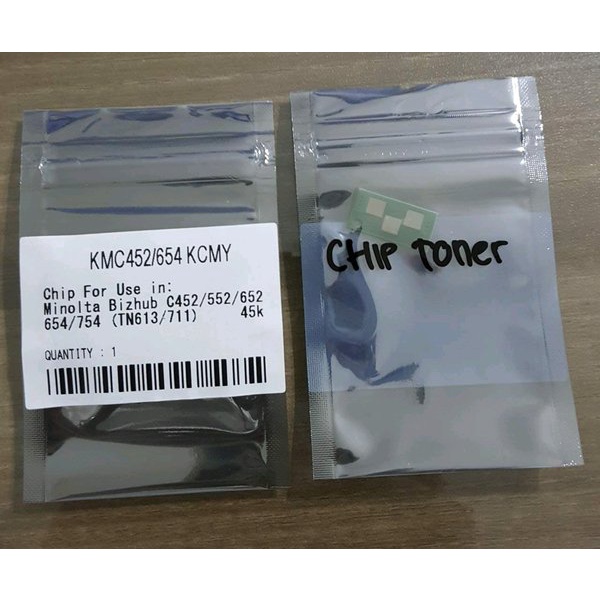 KMC452/654 KCMY
Chip For Use in:
Minolta Bizhub C452/552/652
654/754 (TN613/711) 45k
QUANTITY : 1
CHIP Toner